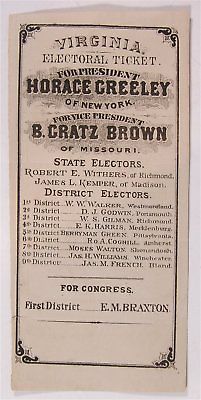 VIRGINIA
ELECTORAL TICKET.
FOR PRESIDENT
HORACE GREELEY
OF NEW YORK.
FOR VICE PRESIDENT
B. GRATZ BROWN
OF MISSOURI.
STATE ELECTORS.
ROBERT E. WITHERS, of Richmond.
JAMES L. KEMPER, of Madison.
DISTRICT ELECTORS.
1st District W. W. WALKER, Westmoreland.
2d District D. J. GODWIN, Portsmouth.
3d District W. S. GILMAN, Richmond.
4th District E. K. HARRIS, Mecklenburg.
5th District BERRYMAN GREEN, Pittsylvania.
6th District RO A. COGHILL, Amherst.
7th District MOSES WALTON, Shenandoah.
8th District JAS. H. WILLIAMS, Winchester.
9th District JAS. M. FRENCH, Bland.
FOR CONGRESS.
First District E. M. BRAXTON